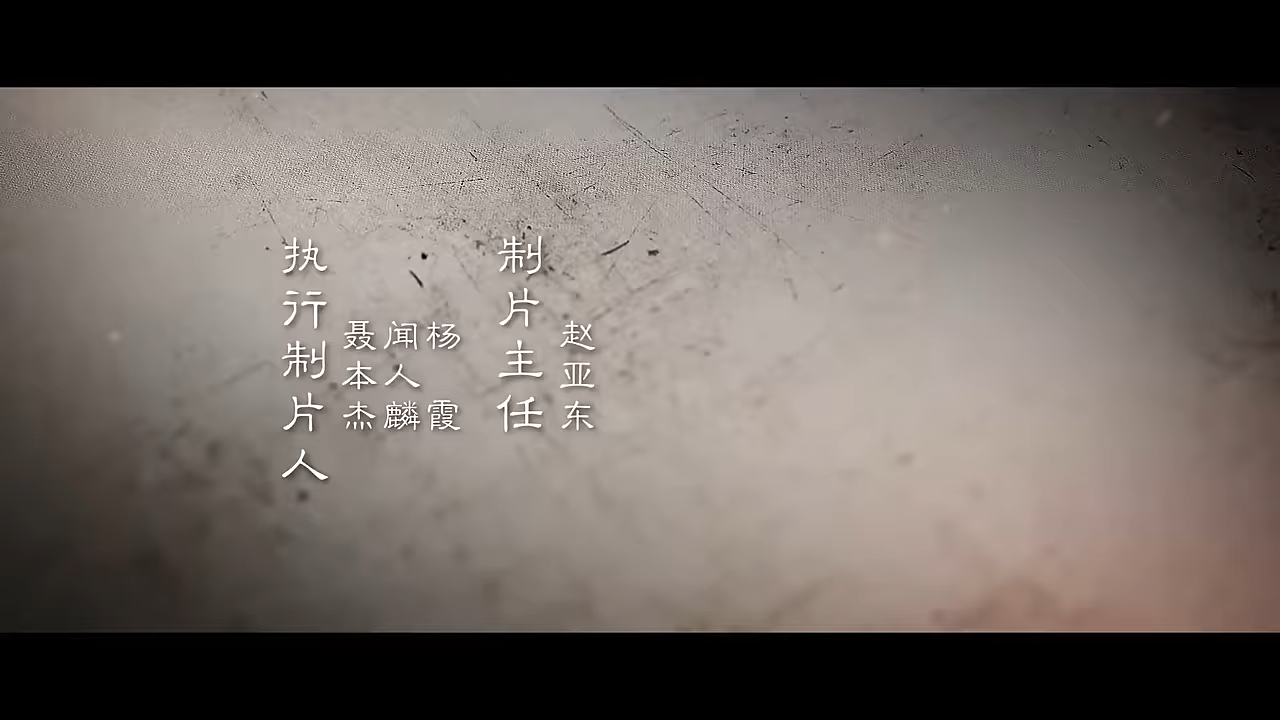 执行制片人
聂本杰
闻人麟
杨霞
制片主任
赵亚东